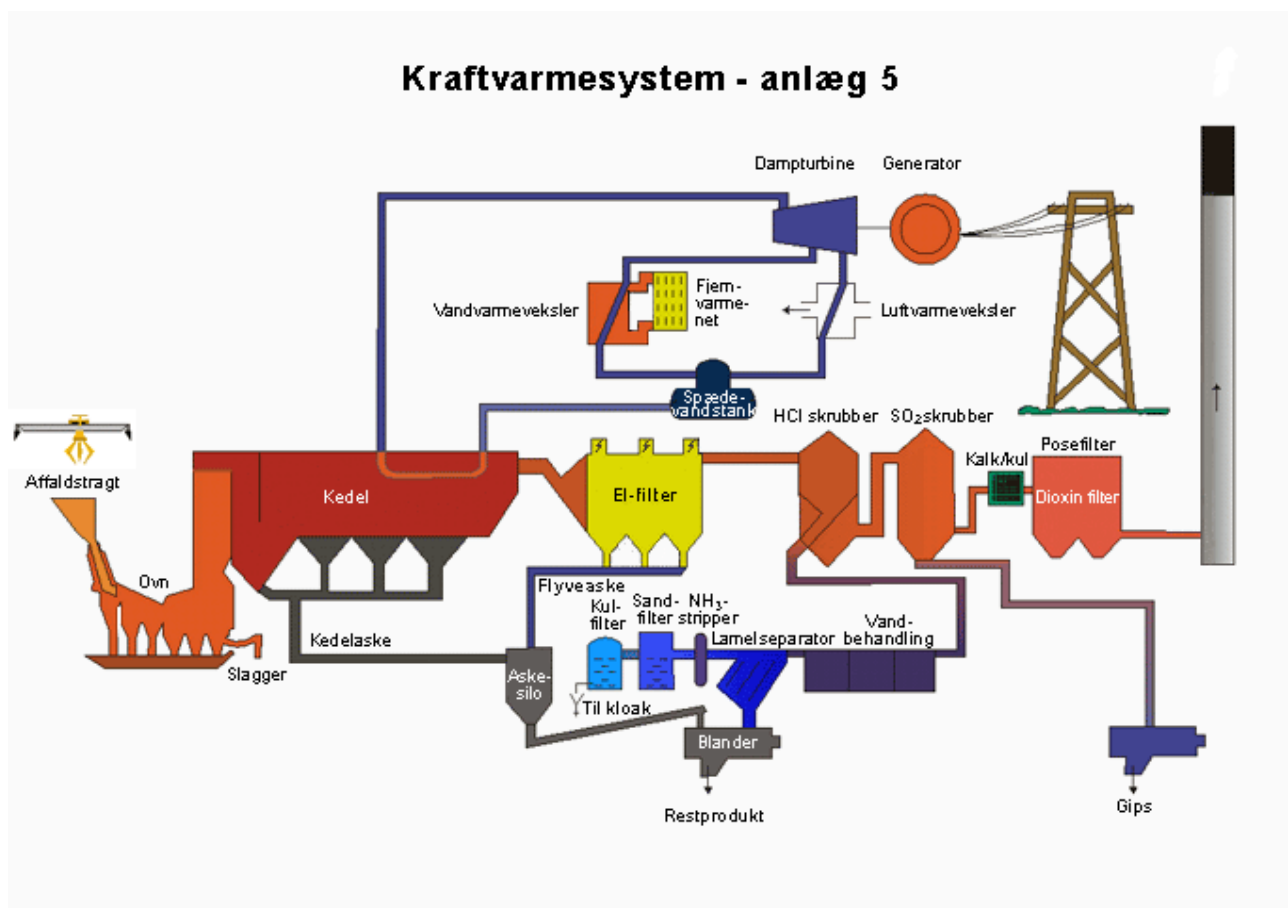 Kraftvarmesystem - anlæg 5
Dampturbine
Generator
Vandvarmeveksler
Fjern-
varme-
net
Luftvarmeveksler
Spæde-
vandstank
HCl skrubber
SO₂skrubber
Posefilter
Kalk/kul
Affaldstragt
Kedel
El-filter
Dioxin filter
Ovn
Flyveaske
Kul-
filter
Sand-
filter
NH₃-
stripper
Lamelseparator
Vand-
behandling
Kedelaske
Slagger
Aske-
silo
Til kloak
Blander
Restprodukt
Gips